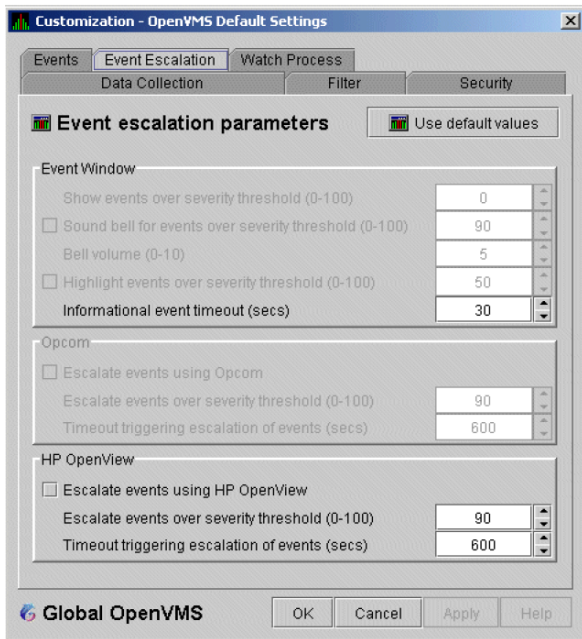 Customization - OpenVMS Default Settings
Events Event Escalation Watch Process
Data Collection Filter Security
Event escalation parameters Use default values
Event Window
Show events over severity threshold (0-100) 0
Sound bell for events over severity threshold (0-100) 90
Bell volume (0-10) 5
Highlight events over severity threshold (0-100) 50
Informational event timeout (secs) 30
Opcom
Escalate events using Opcom
Escalate events over severity threshold (0-100) 90
Timeout triggering escalation of events (secs) 600
HP OpenView
Escalate events using HP OpenView
Escalate events over severity threshold (0-100) 90
Timeout triggering escalation of events (secs) 600
Global OpenVMS OK Cancel Apply Help